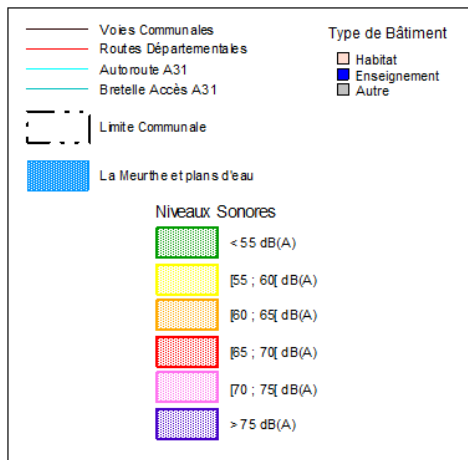 Voies Communales
Routes Départementales
Autoroute A31
Bretelle Accès A31
Limite Communale
La Meurthe et plans d'eau
Type de Bâtiment
Habitat
Enseignement
Autre
Niveaux Sonores
< 55 dB(A)
[55 ; 60[ dB(A)
[60 ; 65[ dB(A)
[65 ; 70[ dB(A)
[70 ; 75[ dB(A)
> 75 dB(A)